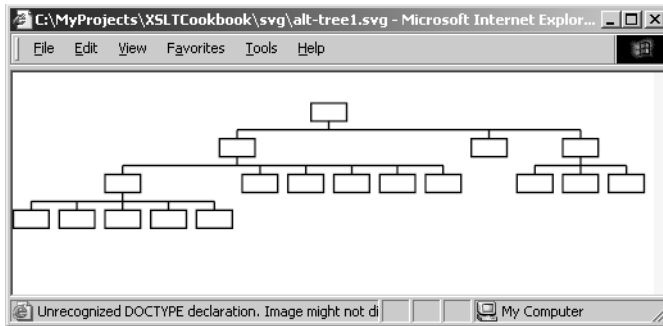 C:\MyProjects\XSLTCookbook\svg\alt-tree1.svg - Microsoft Internet Explor...
File Edit View Favorites Tools Help
Unrecognized DOCTYPE declaration. Image might not di My Computer